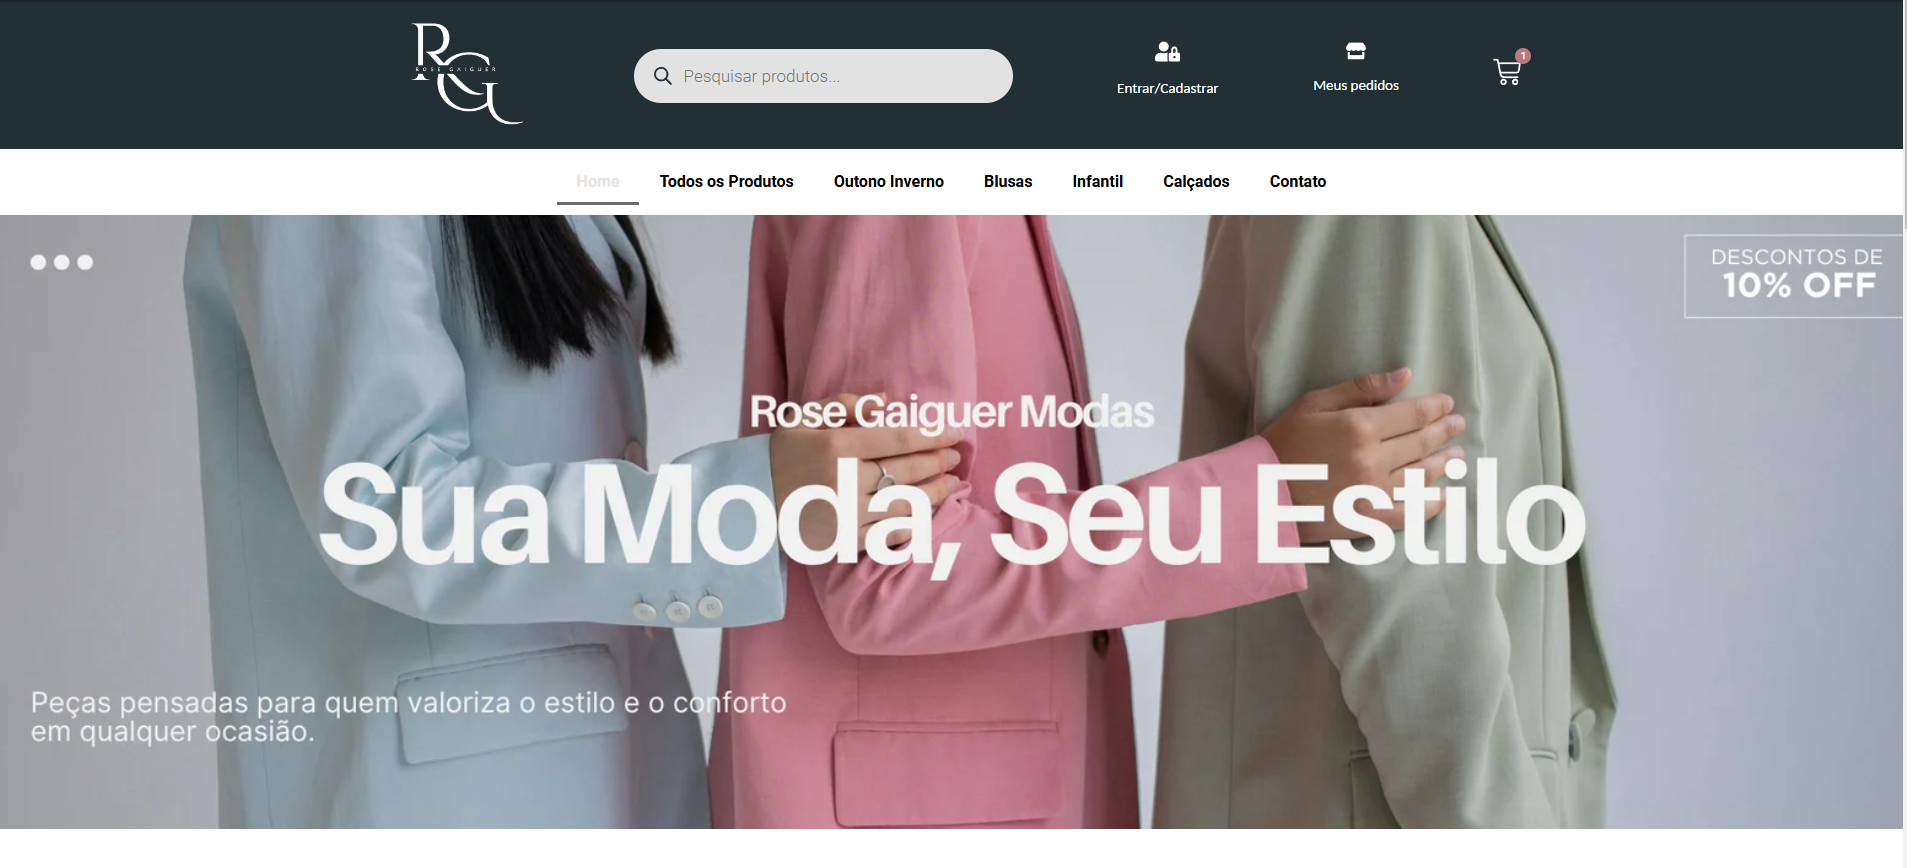 RG
ROSE GAIGUER
Pesquisar produtos...
Entrar/Cadastrar
Meus pedidos
1
Home
Todos os Produtos
Outono Inverno
Blusas
Infantil
Calçados
Contato
DESCONTOS DE
10% OFF
Rose Gaiguer Modas
Sua Moda, Seu Estilo
Peças pensadas para quem valoriza o estilo e o conforto
em qualquer ocasião.